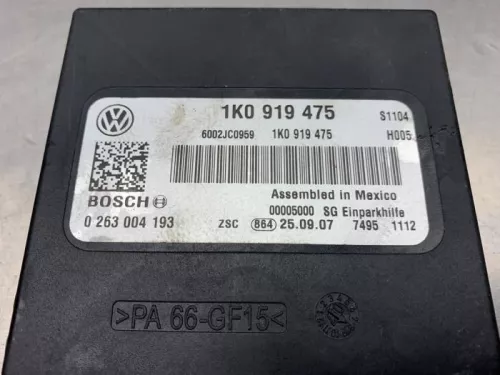 1K0 919 475 S1104
6002JC0959 1K0 919 475 H005
BOSCH
Assembled in Mexico
00005000 SG Einparkhilfe
0 263 004 193 ZSC 864 25.09.07 7495 1112
>PA 66-GF15<